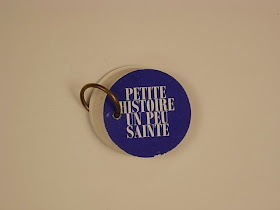 PETITE
HISTOIRE
UN PEU
SAINTE